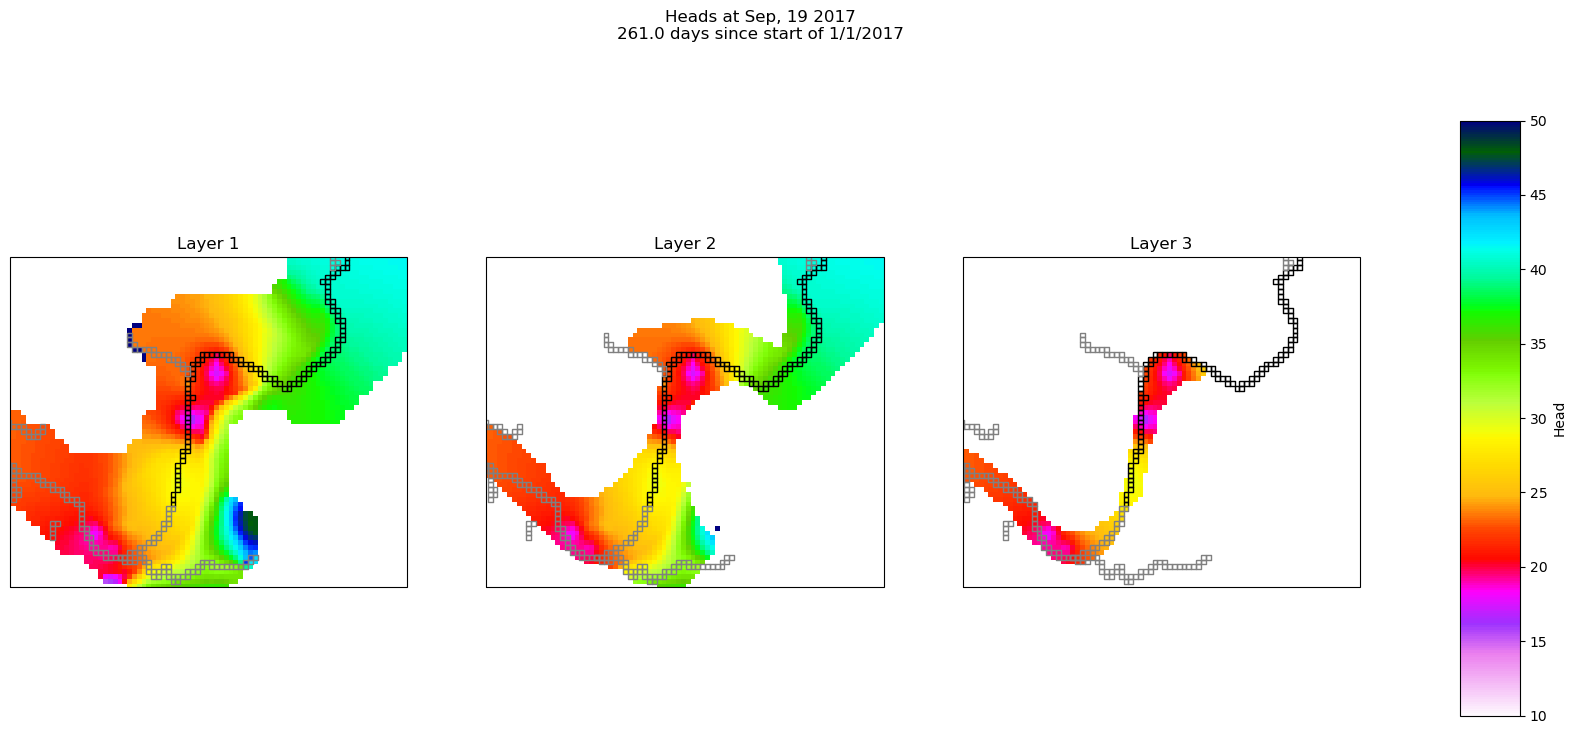 Heads at Sep, 19 2017
261.0 days since start of 1/1/2017
Layer 1
Layer 2
Layer 3
50
45
40
35
30
25
20
15
10
Head